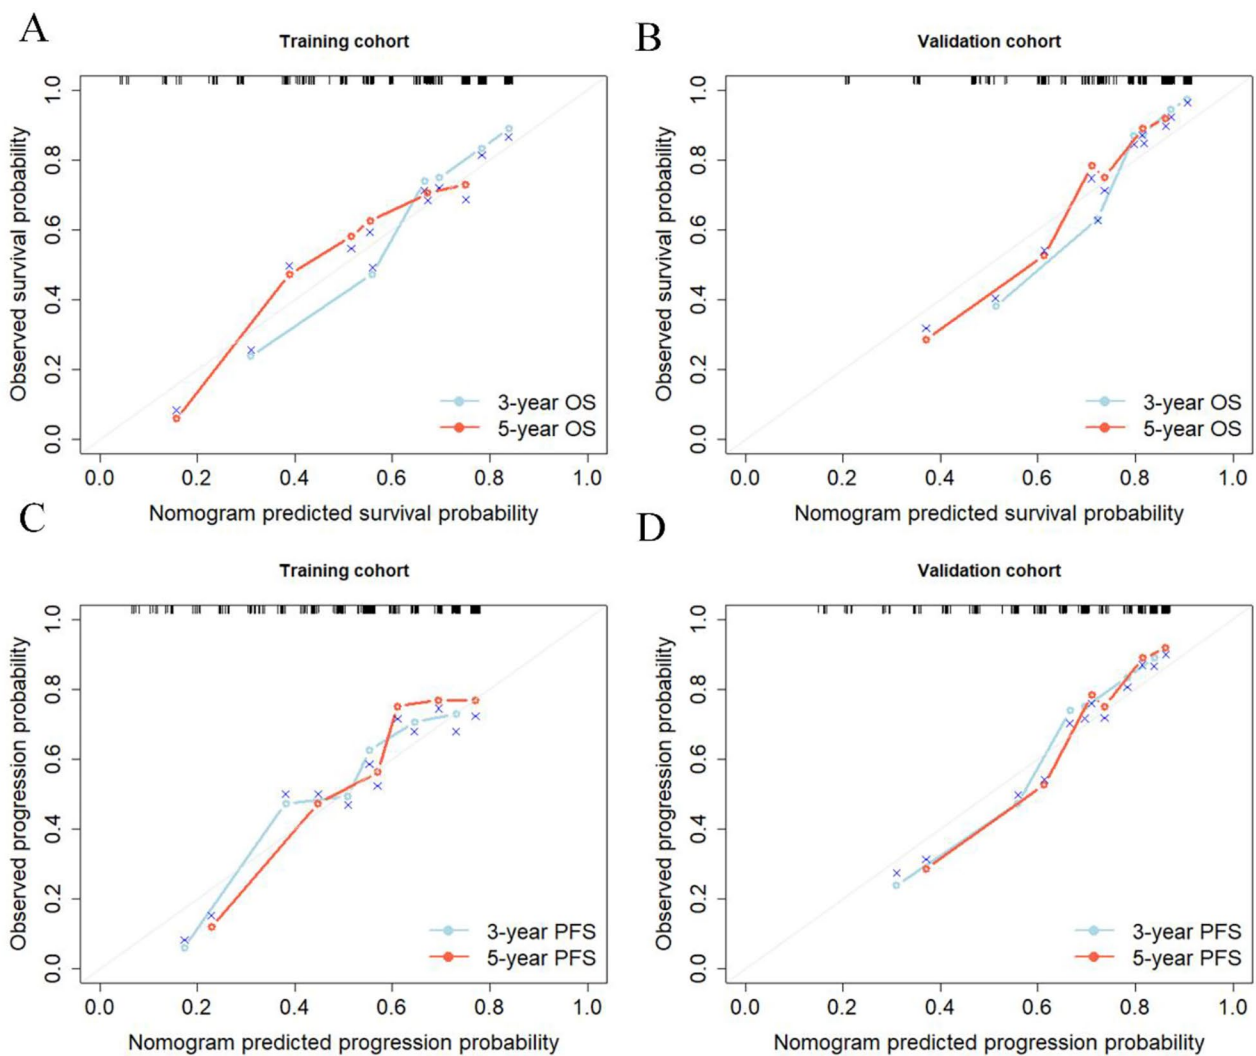 A
Training cohort
Observed survival probability
1.0
0.8
0.6
0.4
0.2
0.0
3-year OS
5-year OS
0.0 0.2 0.4 0.6 0.8 1.0
Nomogram predicted survival probability
B
Validation cohort
Observed survival probability
1.0
0.8
0.6
0.4
0.2
0.0
3-year OS
5-year OS
0.0 0.2 0.4 0.6 0.8 1.0
Nomogram predicted survival probability
C
Training cohort
Observed progression probability
1.0
0.8
0.6
0.4
0.2
0.0
3-year PFS
5-year PFS
0.0 0.2 0.4 0.6 0.8 1.0
Nomogram predicted progression probability
D
Validation cohort
Observed progression probability
1.0
0.8
0.6
0.4
0.2
0.0
3-year PFS
5-year PFS
0.0 0.2 0.4 0.6 0.8 1.0
Nomogram predicted progression probability